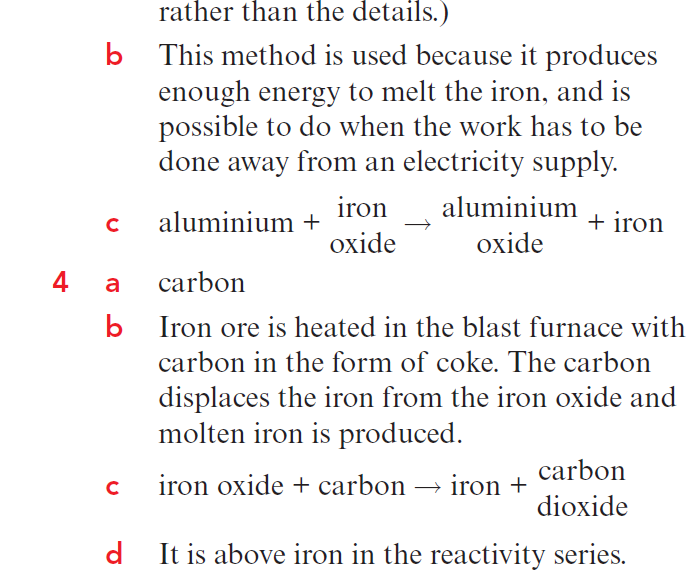 rather than the details.)
b This method is used because it produces
enough energy to melt the iron, and is
possible to do when the work has to be
done away from an electricity supply.
c aluminium + iron oxide → aluminium oxide + iron
4 a carbon
b Iron ore is heated in the blast furnace with
carbon in the form of coke. The carbon
displaces the iron from the iron oxide and
molten iron is produced.
c iron oxide + carbon → iron + carbon dioxide
d It is above iron in the reactivity series.